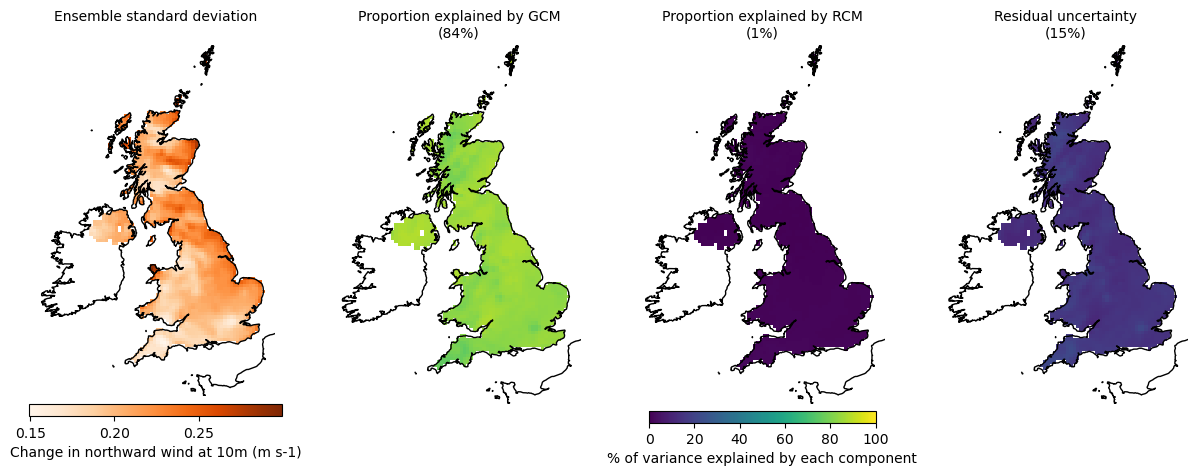 Ensemble standard deviation
Proportion explained by GCM
(84%)
Proportion explained by RCM
(1%)
Residual uncertainty
(15%)
0.15 0.20 0.25
Change in northward wind at 10m (m s-1)
0 20 40 60 80 100
% of variance explained by each component